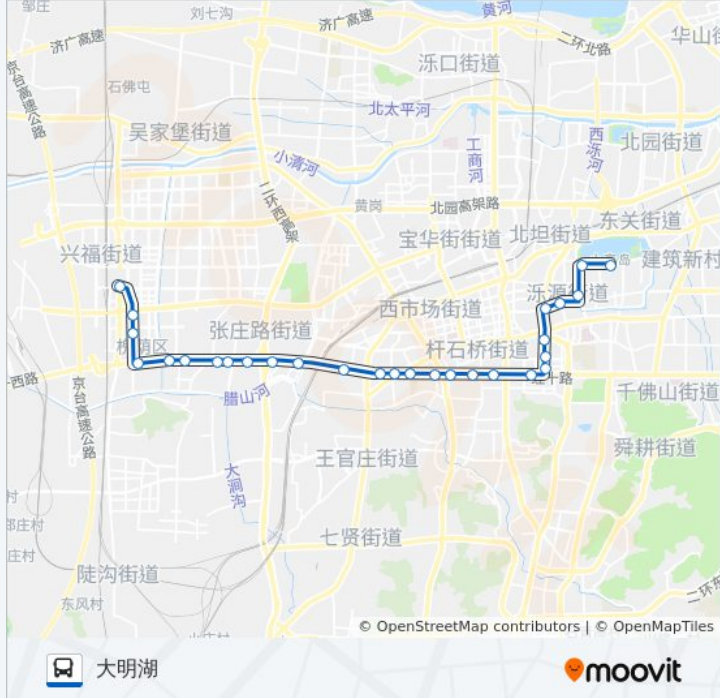 邹庄
刘七沟
济广高速
黄河
二环北路
华山街
济广高速
泺口街道
京台高速公路
石佛屯
北太平河
吴家堡街道
工商河
西泺河
北园街道
小清河
二环西高架
黄岗
北园高架路
东关街道
兴福街道
宝华街街道
北坦街道
建筑新村
泺源街道
西市场街道
张庄路街道
杆石桥街道
一西路
京台高速公路
腊山河
千佛山街道
舜耕街道
王官庄街道
大涧沟
七贤街道
陡沟街道
东风村
二环东
© OpenStreetMap contributors | © OpenMapTiles
大明湖
moovit